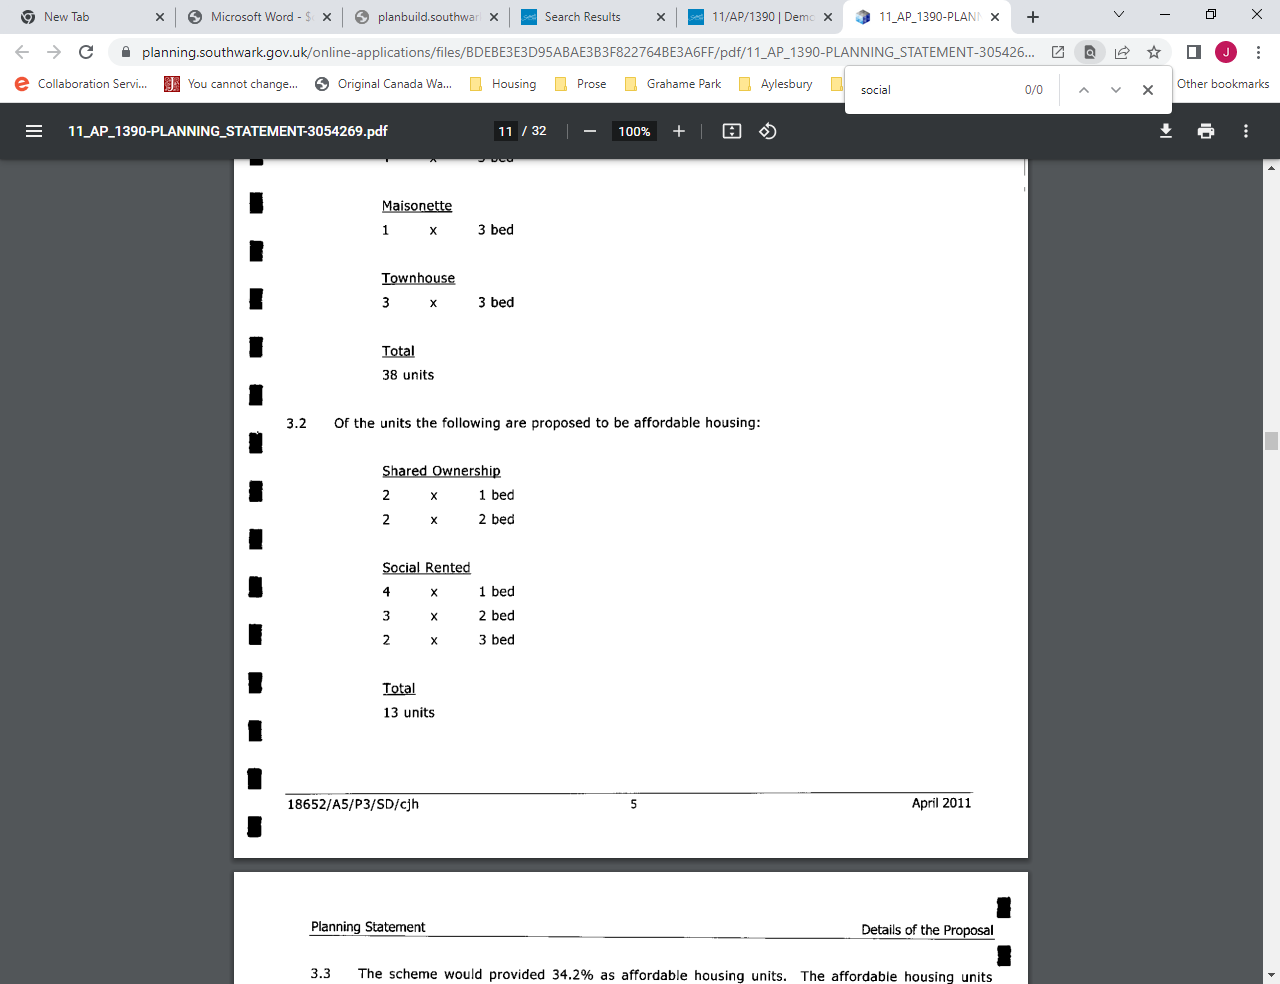 New Tab
Microsoft Word - S
planbuild.southwar
Search Results
11/AP/1390 | Demo
11_AP_1390-PLANN
planning.southwark.gov.uk/online-applications/files/BDEBE3E3D95ABAE3B3F822764BE3A6FF/pdf/11_AP_1390-PLANNING_STATEMENT-305426...
J
Collaboration Servi...
You cannot change...
Original Canada Wa...
Housing
Prose
Grahame Park
Aylesbury
Other bookmarks
social 0/0
11_AP_1390-PLANNING_STATEMENT-3054269.pdf
11 / 32
100%
Maisonette
1 x 3 bed
Townhouse
3 x 3 bed
Total
38 units
3.2 Of the units the following are proposed to be affordable housing:
Shared Ownership
2 x 1 bed
2 x 2 bed
Social Rented
4 x 1 bed
3 x 2 bed
2 x 3 bed
Total
13 units
18652/A5/P3/SD/cjh 5 April 2011
Planning Statement Details of the Proposal
3.3 The scheme would provided 34.2% as affordable housing units. The affordable housing units